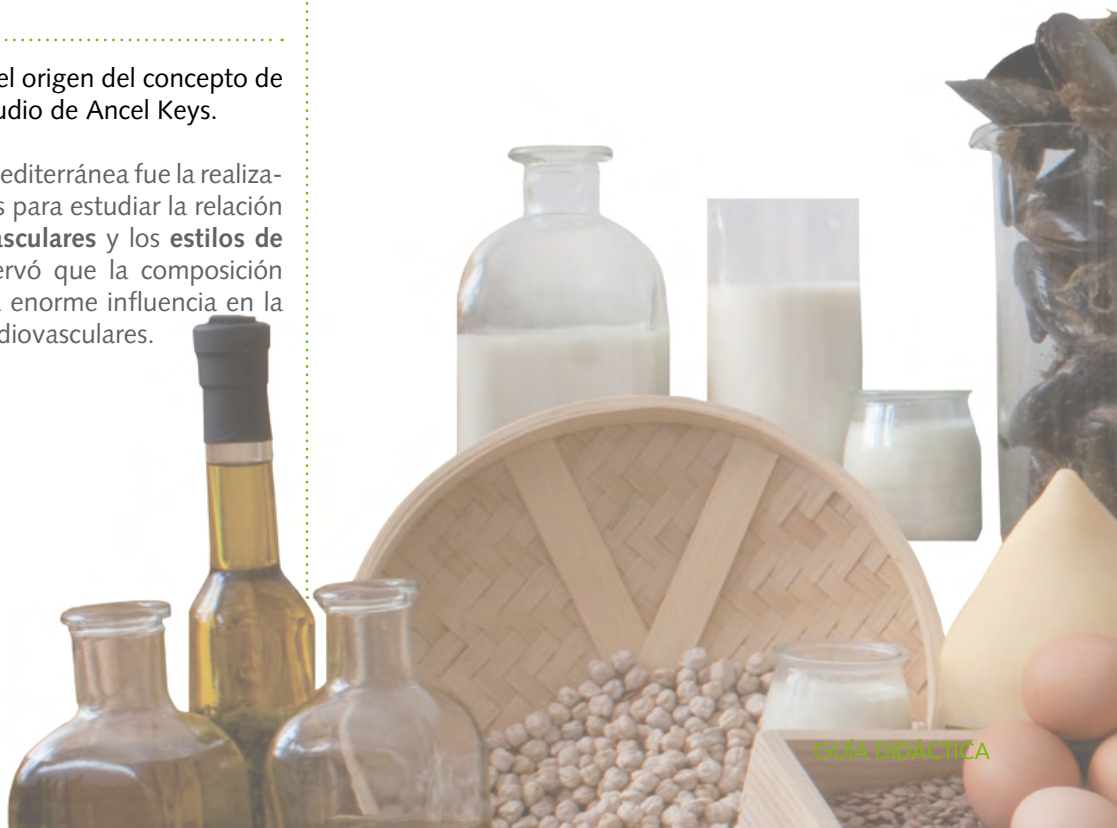 el origen del concepto de
udio de Ancel Keys.
editerránea fue la realiza-
s para estudiar la relación
asculares y los estilos de
ervó que la composición
enorme influencia en la
diovasculares.
GUÍA DIDÁCTICA